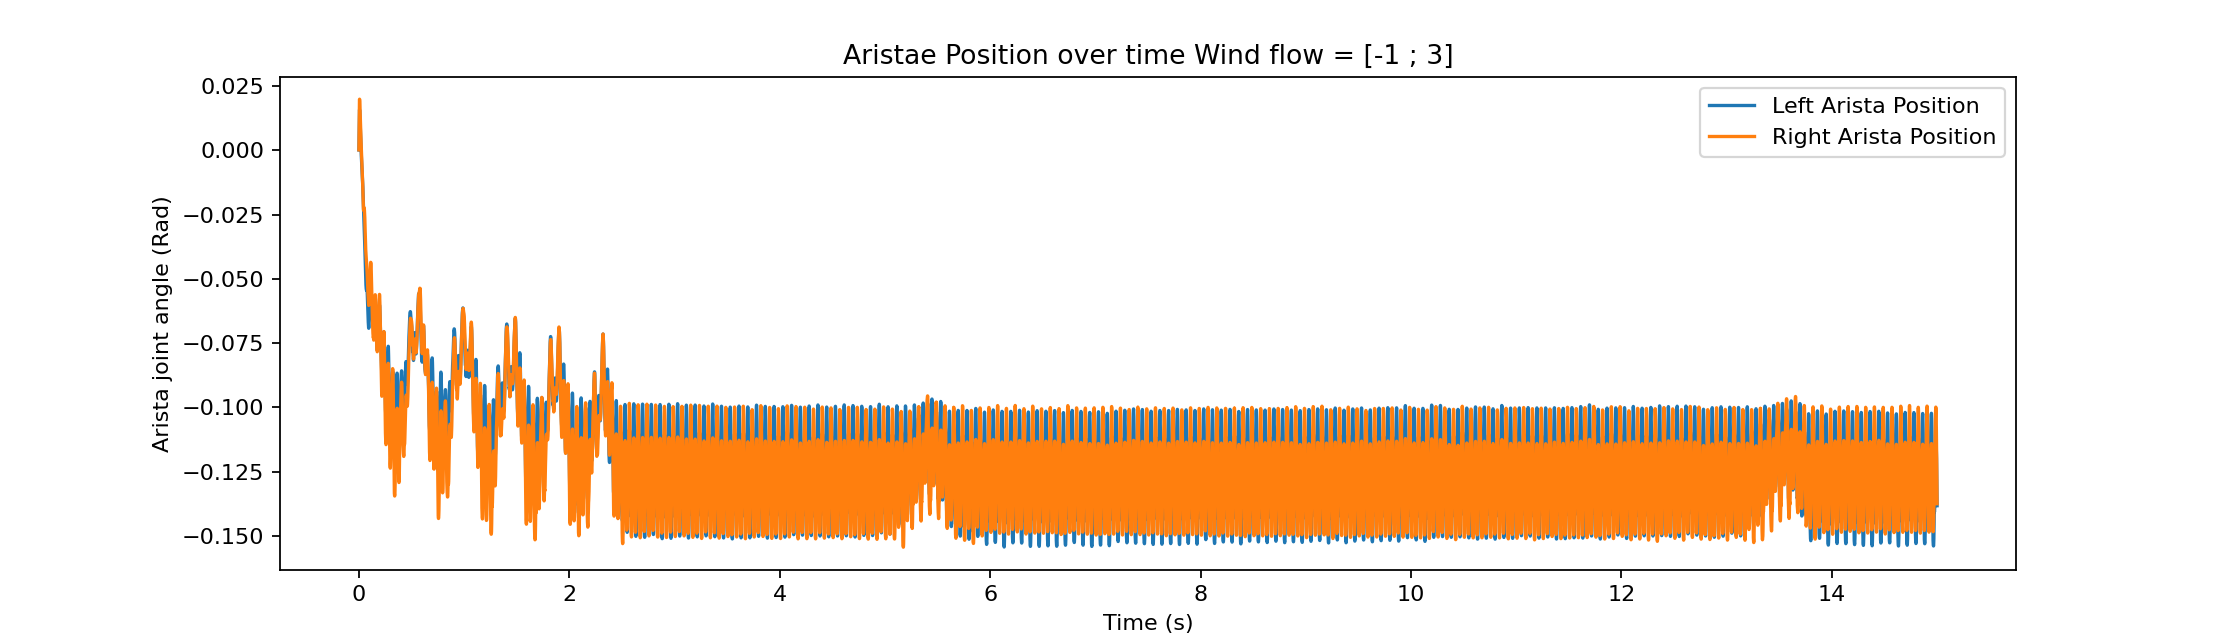 Aristae Position over time Wind flow = [-1 ; 3]
Left Arista Position
Right Arista Position
Arista joint angle (Rad)
0.025
0.000
−0.025
−0.050
−0.075
−0.100
−0.125
−0.150
0 2 4 6 8 10 12 14
Time (s)